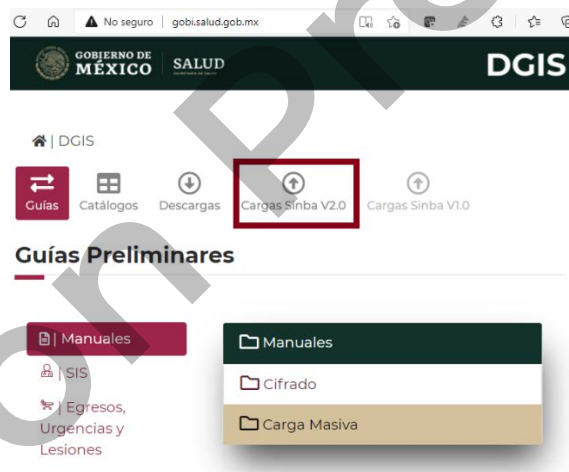 No seguro | gobi.salud.gob.mx
GOBIERNO DE MÉXICO SALUD
DGIS
| DGIS
Guías Catálogos Descargas Cargas Sinba V2.0 Cargas Sinba V1.0
Guías Preliminares
| Manuales
| SIS
| Egresos,
Urgencias y
Lesiones
Manuales
Cifrado
Carga Masiva